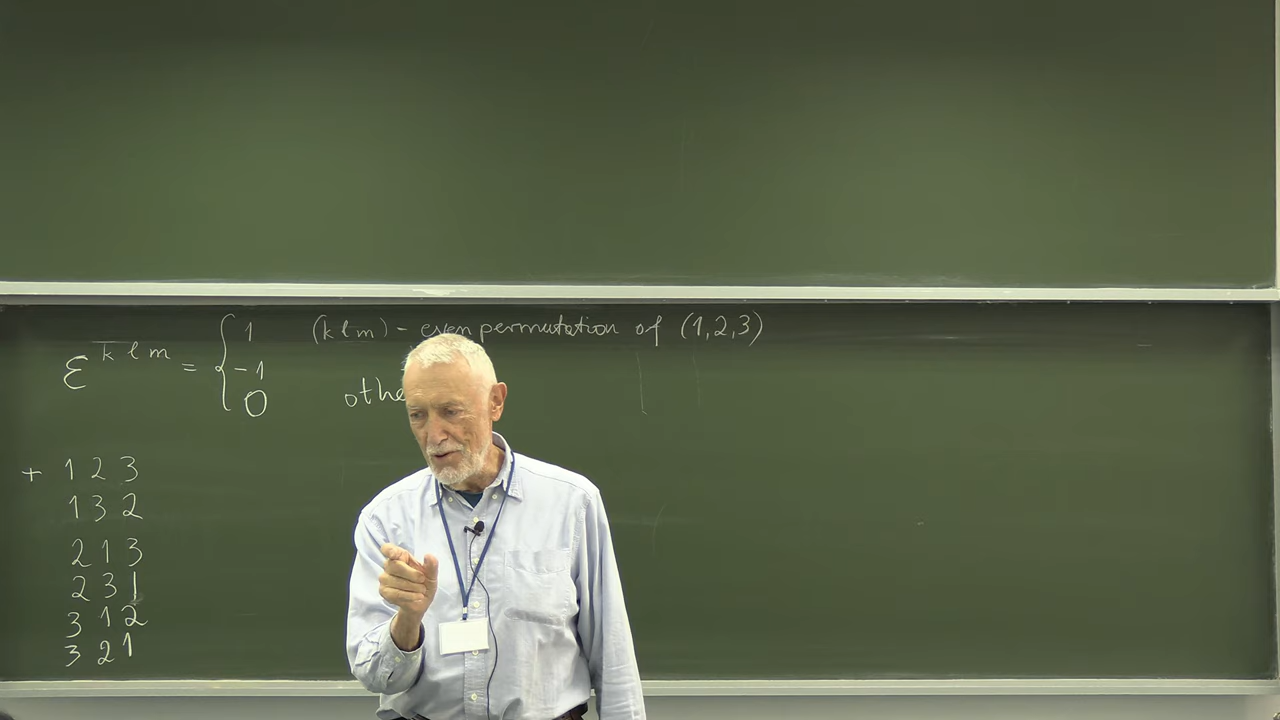 ε^{klm} = { 1 (klm) - even permutation of (1,2,3)
-1
0 othe
+ 1 2 3
1 3 2
2 1 3
2 3 1
3 1 2
3 2 1